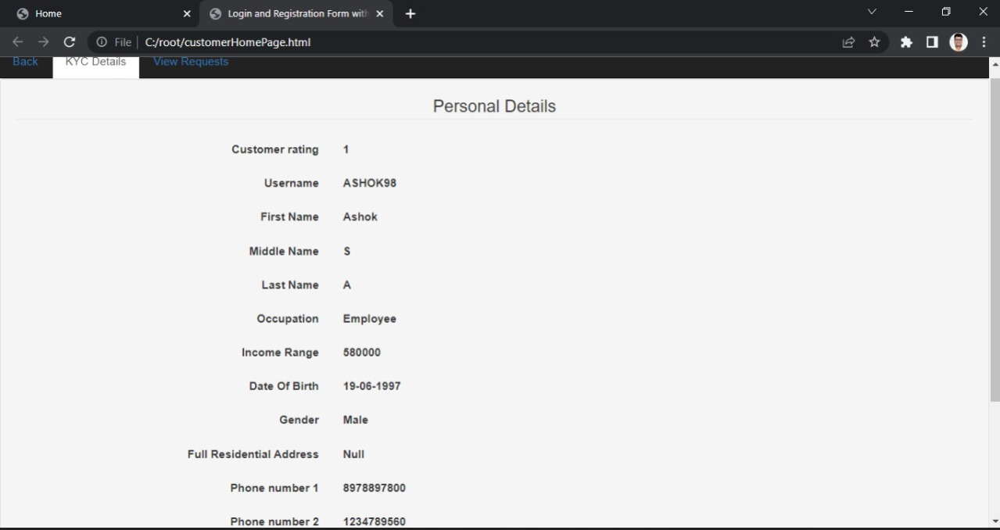 Home
Login and Registration Form with
File C:/root/customerHomePage.html
Back KYC Details View Requests
Personal Details
Customer rating 1
Username ASHOK98
First Name Ashok
Middle Name S
Last Name A
Occupation Employee
Income Range 580000
Date Of Birth 19-06-1997
Gender Male
Full Residential Address Null
Phone number 1 8978897800
Phone number 2 1234789560